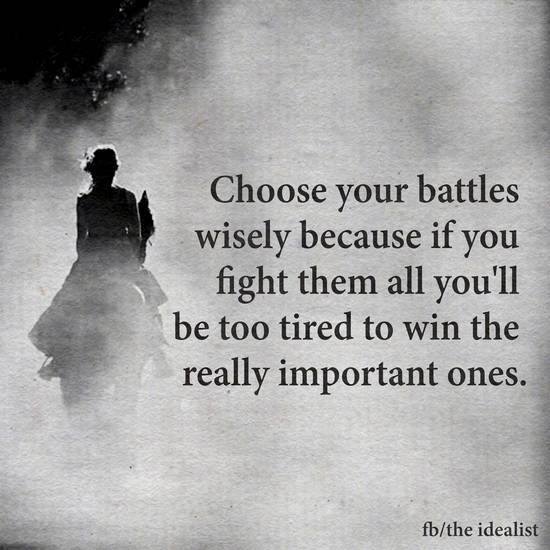 Choose your battles
wisely because if you
fight them all you'll
be too tired to win the
really important ones.
fb/the idealist